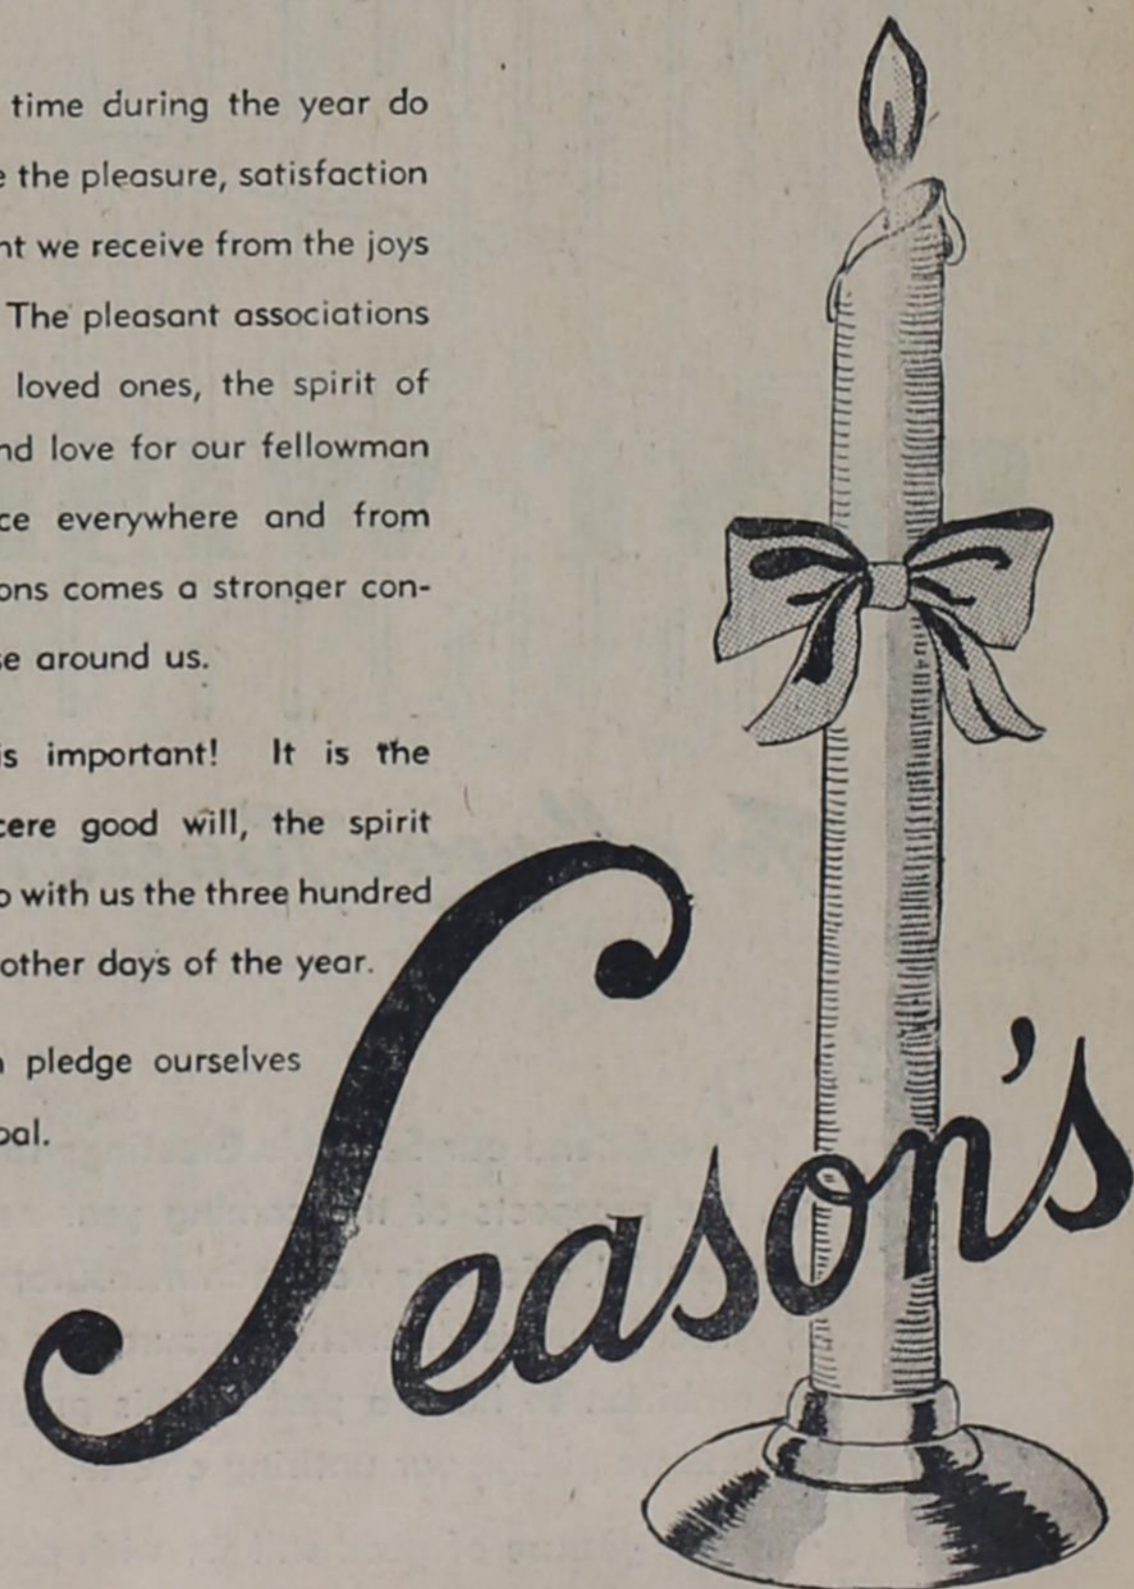 time during the year do
the pleasure, satisfaction
we receive from the joys
The pleasant associations
loved ones, the spirit of
love for our fellowman
everywhere and from
comes a stronger con-
around us.
important! It is the
good will, the spirit
with us the three hundred
other days of the year.
pledge ourselves
Season's